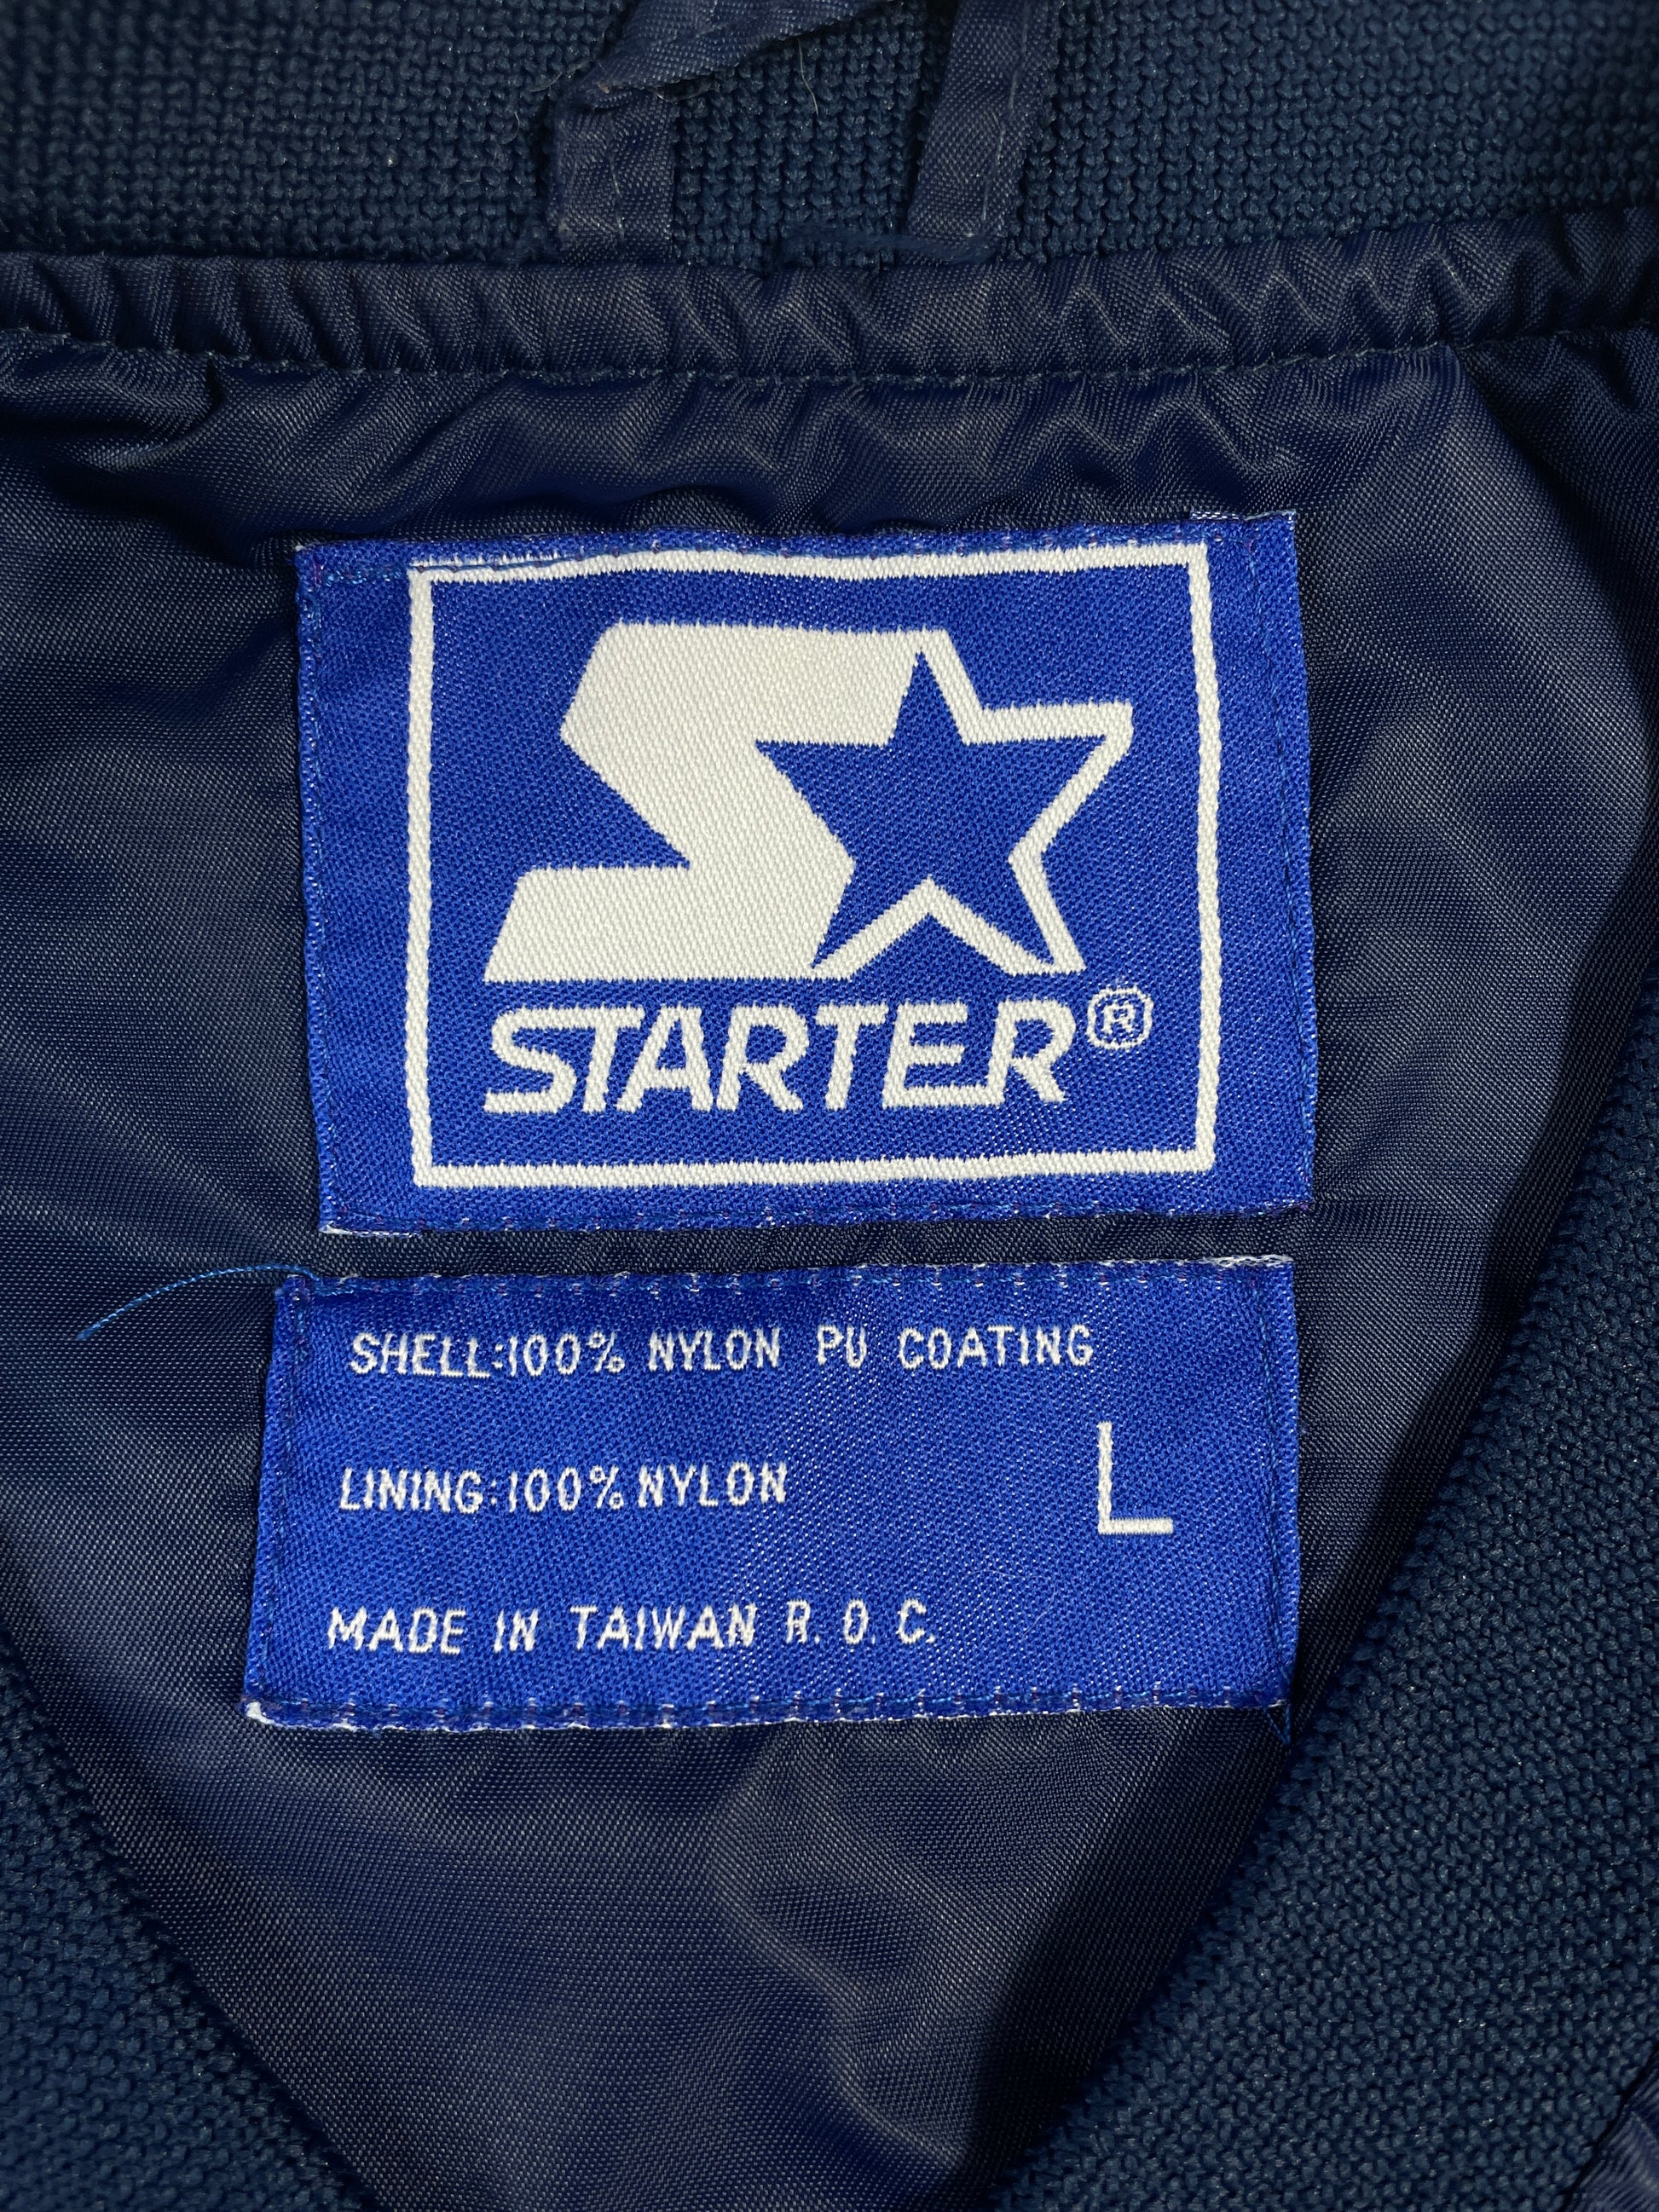 STARTER®
SHELL:100% NYLON PU COATING
LINING:100% NYLON
L
MADE IN TAIWAN R.O.C.